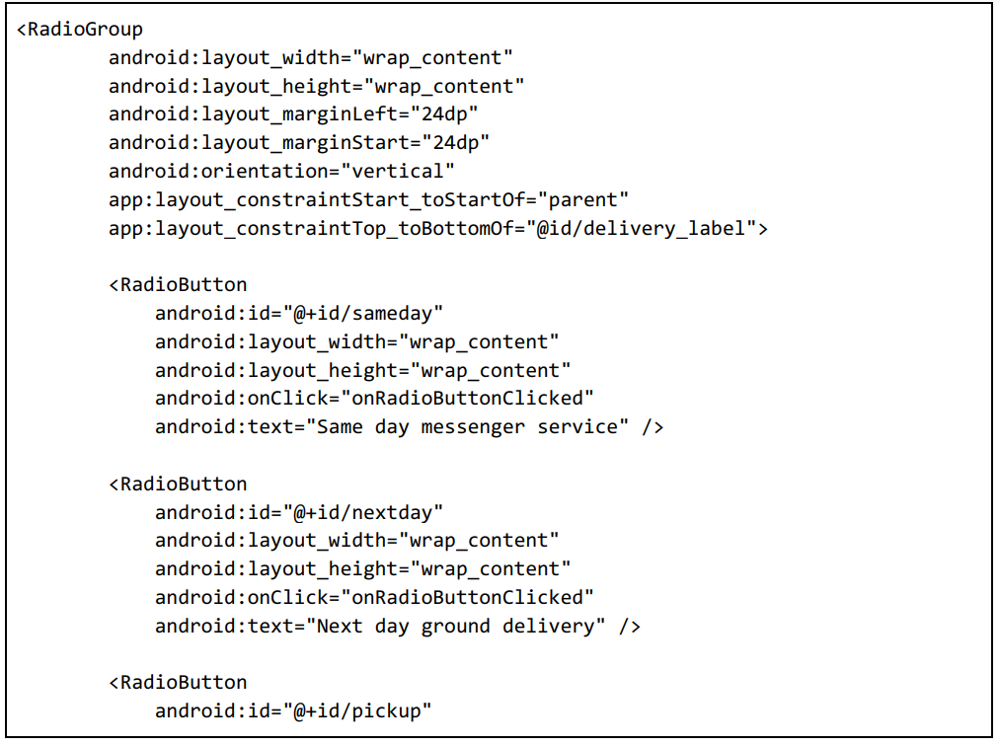 <RadioGroup
        android:layout_width="wrap_content"
        android:layout_height="wrap_content"
        android:layout_marginLeft="24dp"
        android:layout_marginStart="24dp"
        android:orientation="vertical"
        app:layout_constraintStart_toStartOf="parent"
        app:layout_constraintTop_toBottomOf="@id/delivery_label">

        <RadioButton
            android:id="@+id/sameday"
            android:layout_width="wrap_content"
            android:layout_height="wrap_content"
            android:onClick="onRadioButtonClicked"
            android:text="Same day messenger service" />

        <RadioButton
            android:id="@+id/nextday"
            android:layout_width="wrap_content"
            android:layout_height="wrap_content"
            android:onClick="onRadioButtonClicked"
            android:text="Next day ground delivery" />

        <RadioButton
            android:id="@+id/pickup"